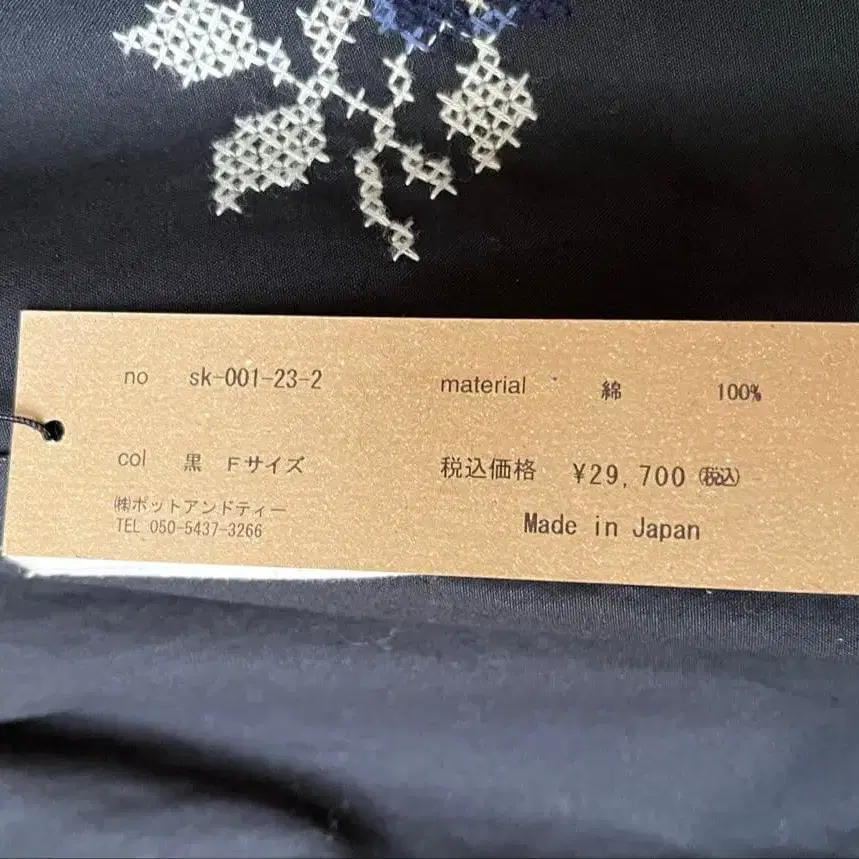 no sk-001-23-2
material 綿 100%
col 黒 Fサイズ
税込価格 ¥29,700 (税込)
㈱ポットアンドティー
TEL 050-5437-3266
Made in Japan